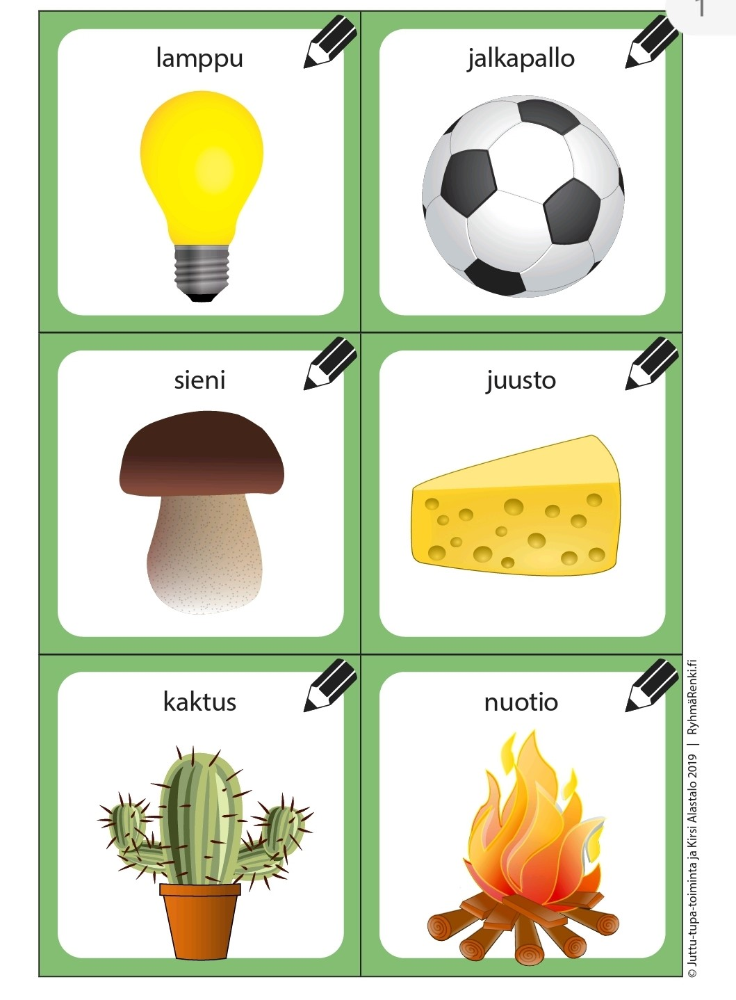 1
lamppu
jalkapallo
sieni
juusto
kaktus
nuotio
© Juttu-tupa-toiminta ja Kirsi Alastalo 2019 | RyhmäRenki.fi